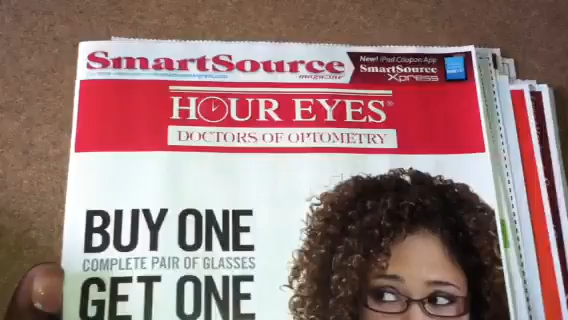 SmartSource
magazine
New! iPad Coupon App
SmartSource
Xpress
HOUR EYES®
DOCTORS OF OPTOMETRY
BUY ONE
COMPLETE PAIR OF GLASSES
GET ONE